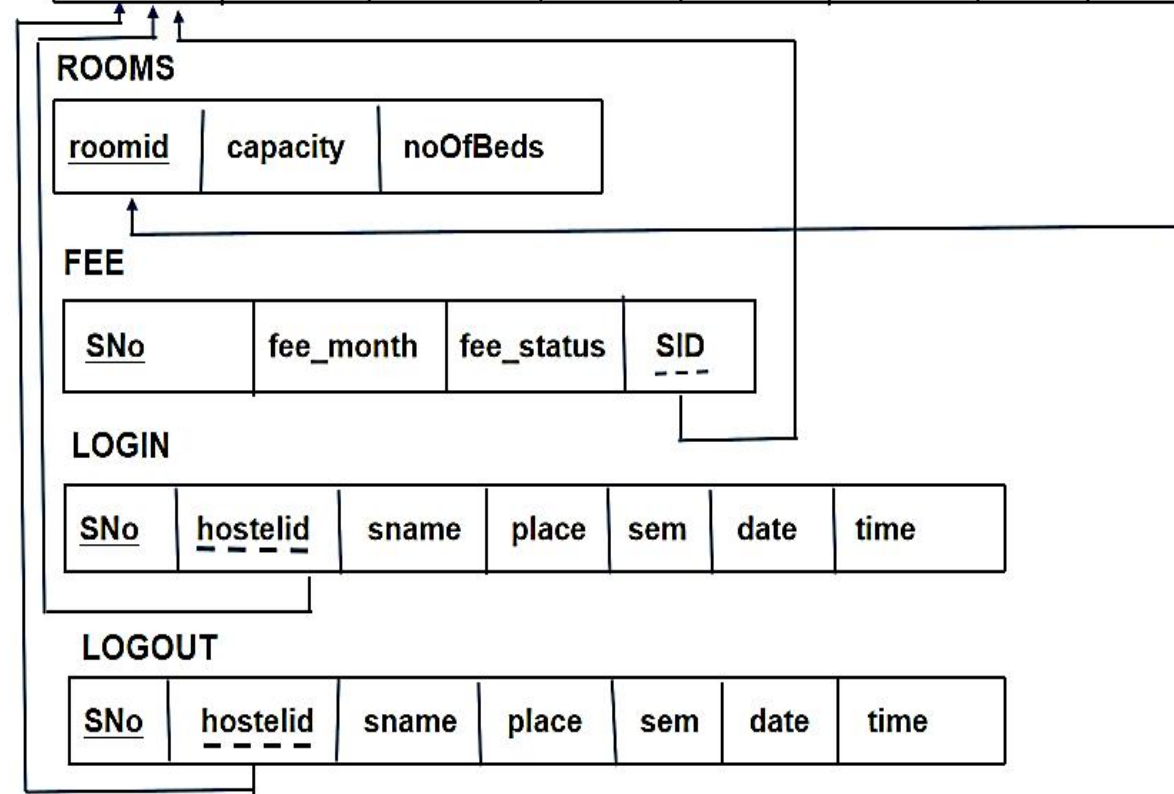 ROOMS
roomid capacity noOfBeds
FEE
SNo fee_month fee_status SID
LOGIN
SNo hostelid sname place sem date time
LOGOUT
SNo hostelid sname place sem date time